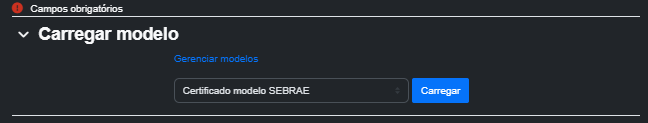 Campos obrigatórios
Carregar modelo
Gerenciar modelos
Certificado modelo SEBRAE
Carregar